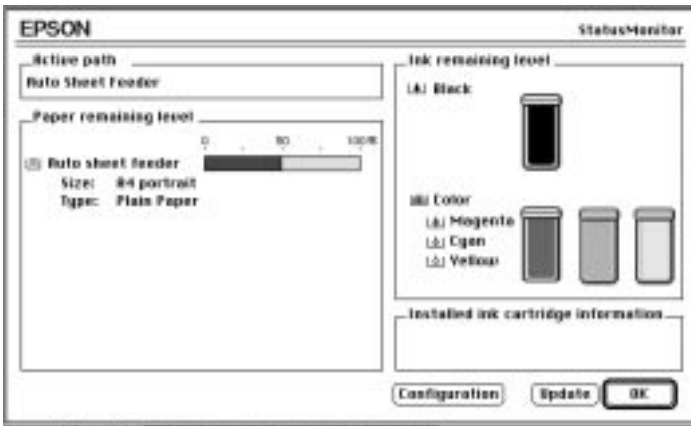 EPSON
StatusMonitor
Active path
Auto Sheet Feeder
Paper remaining level
0 50 100%
Auto sheet feeder
Size: A4 portrait
Type: Plain Paper
Ink remaining level
Black
Color
Magenta
Cyan
Yellow
Installed ink cartridge information
Configuration
Update
OK